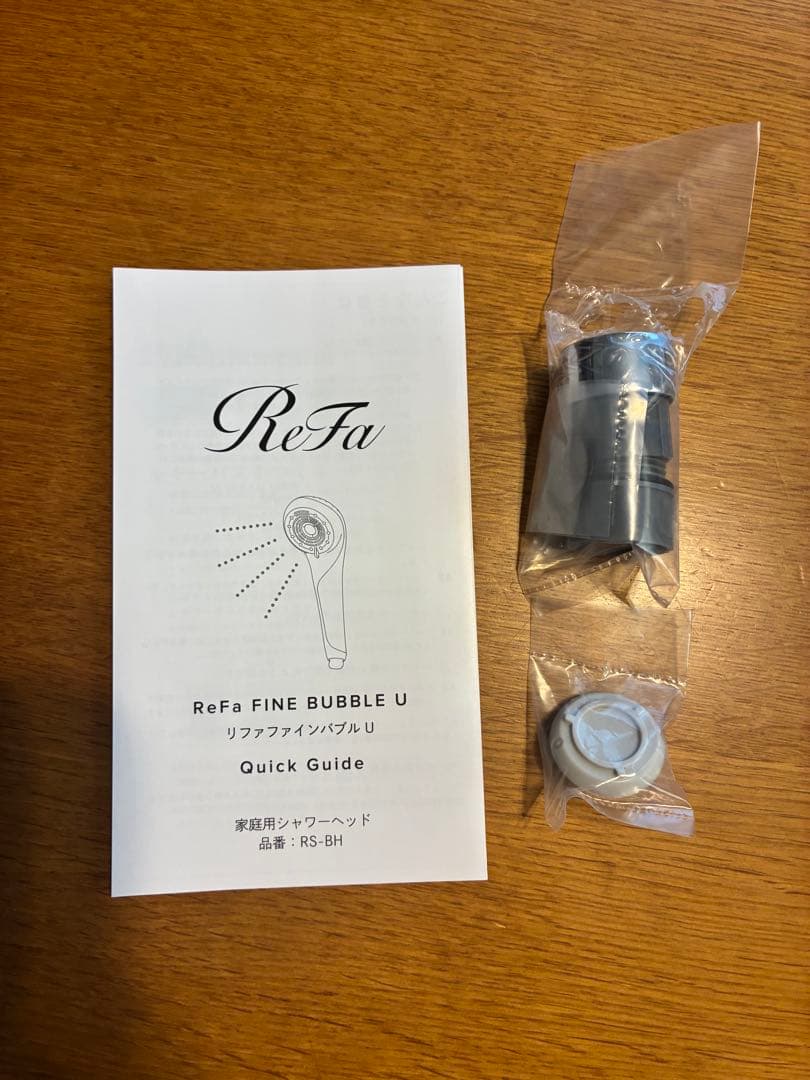 ReFa
ReFa FINE BUBBLE U
リファファインバブル U
Quick Guide
家庭用シャワーヘッド
品番：RS-BH